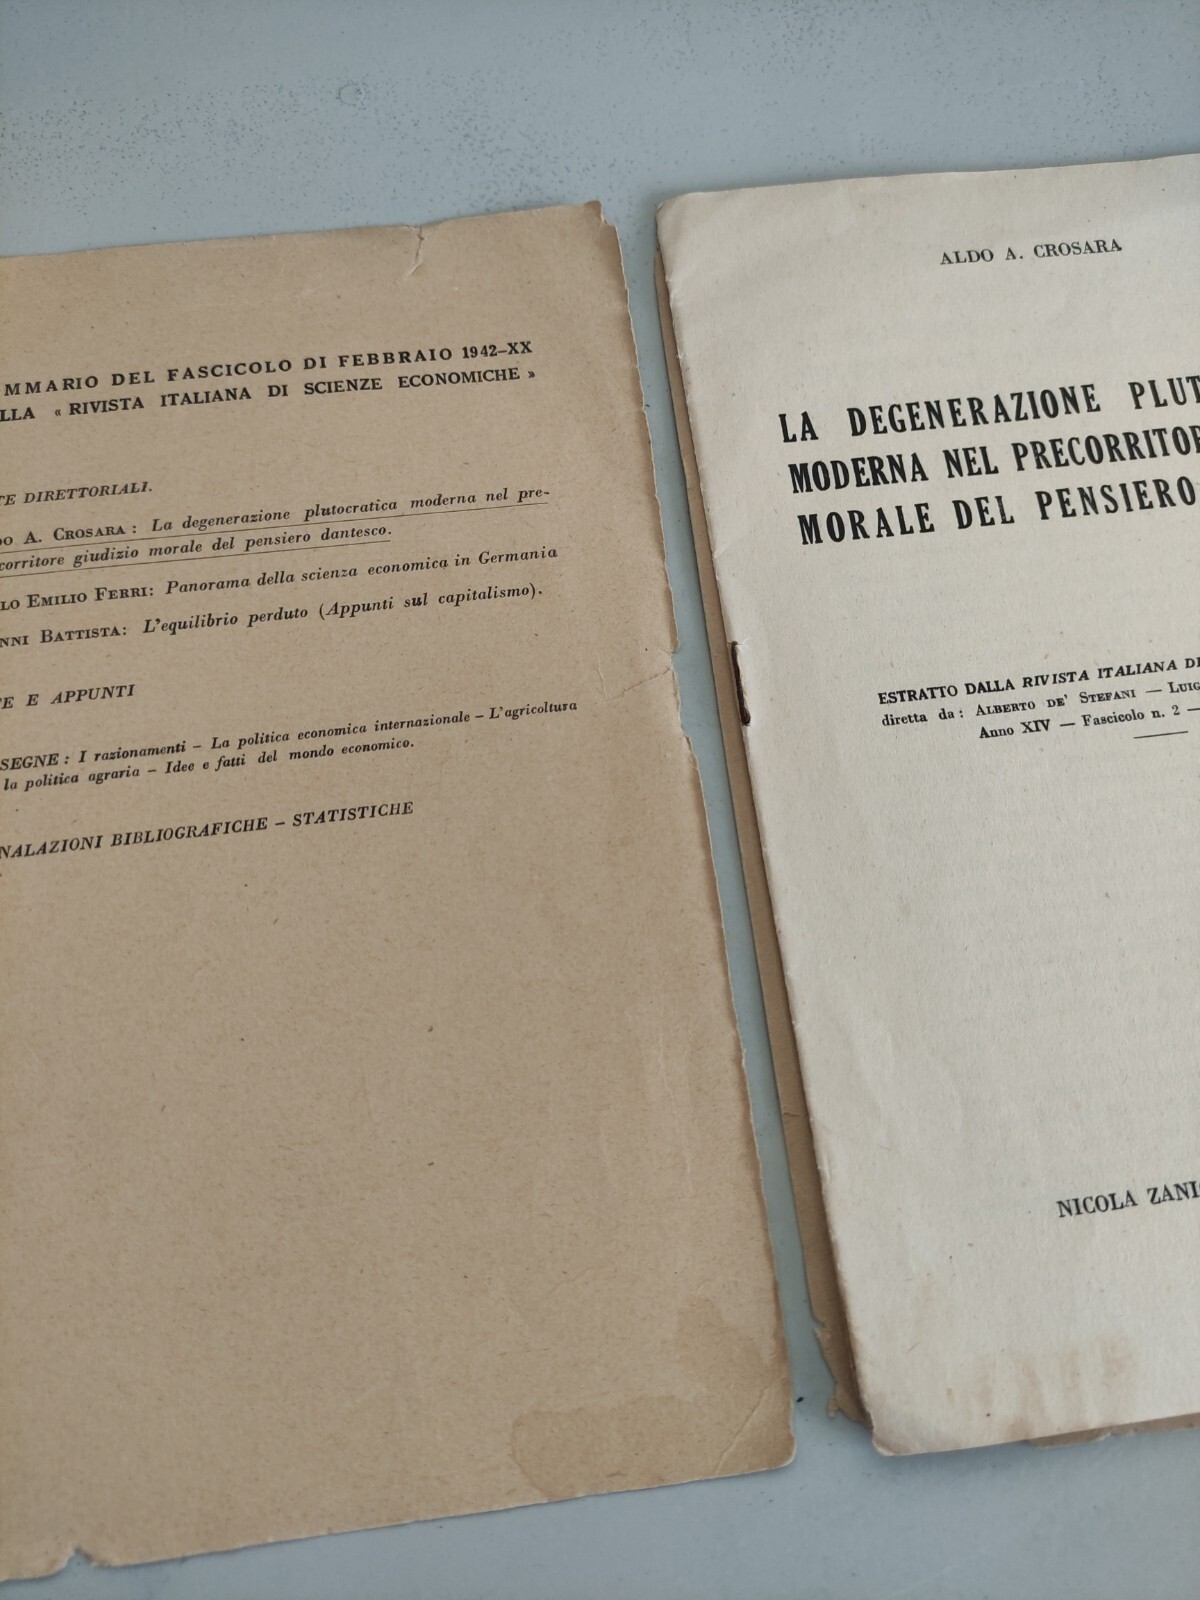 MMARIO DEL FASCICOLO DI FEBBRAIO 1942-XX
LLA « RIVISTA ITALIANA DI SCIENZE ECONOMICHE »
TE DIRETTORIALI.
DO A. CROSARA : La degenerazione plutocratica moderna nel pre-
corritore giudizio morale del pensiero dantesco.
LO EMILIO FERRI: Panorama della scienza economica in Germania
NNI BATTISTA: L'equilibrio perduto (Appunti sul capitalismo).
TE E APPUNTI
SEGNE : I razionamenti – La politica economica internazionale – L'agricoltura
la politica agraria – Idee e fatti del mondo economico.
NALAZIONI BIBLIOGRAFICHE – STATISTICHE
ALDO A. CROSARA
LA DEGENERAZIONE PLUT
MODERNA NEL PRECORRITOR
MORALE DEL PENSIERO
ESTRATTO DALLA RIVISTA ITALIANA DI
diretta da : ALBERTO DE' STEFANI — LUIG
Anno XIV — Fascicolo n. 2 —
NICOLA ZANI